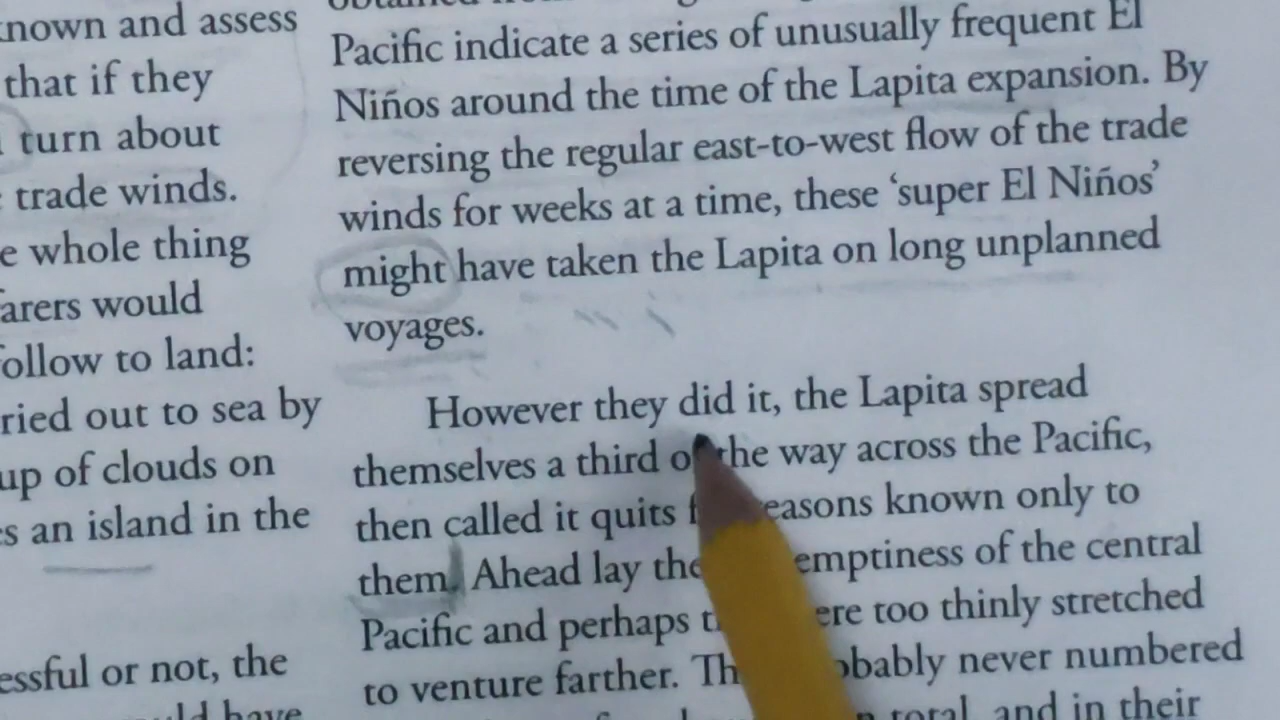 nown and assess
that if they
turn about
trade winds.
e whole thing
arers would
ollow to land:
ried out to sea by
up of clouds on
s an island in the
essful or not, the
Pacific indicate a series of unusually frequent El
Niños around the time of the Lapita expansion. By
reversing the regular east-to-west flow of the trade
winds for weeks at a time, these ‘super El Niños’
might have taken the Lapita on long unplanned
voyages.
However they did it, the Lapita spread
themselves a third the way across the Pacific,
then called it quits easons known only to
them. Ahead lay the emptiness of the central
Pacific and perhaps ere too thinly stretched
to venture farther. Th obably never numbered
total, and in their